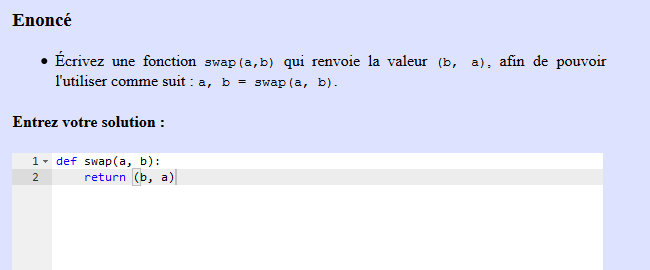 Enoncé
• Écrivez une fonction swap(a,b) qui renvoie la valeur (b, a), afin de pouvoir
l'utiliser comme suit : a, b = swap(a, b).
Entrez votre solution :
1 def swap(a, b):
2 return (b, a)